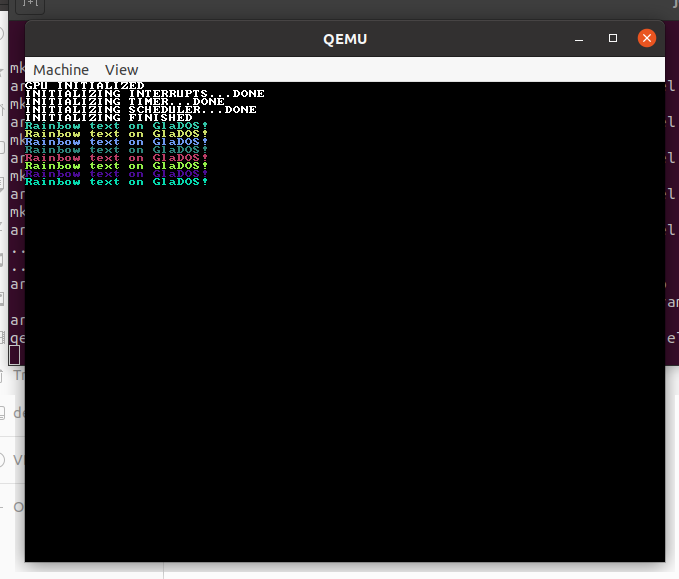 QEMU
Machine View
GPU INITIALIZED
INITIALIZING INTERRUPTS...DONE
INITIALIZING TIMER...DONE
INITIALIZING SCHEDULER...DONE
INITIALIZING FINISHED
Rainbow text on GlaDOS!
Rainbow text on GlaDOS!
Rainbow text on GlaDOS!
Rainbow text on GlaDOS!
Rainbow text on GlaDOS!
Rainbow text on GlaDOS!
Rainbow text on GlaDOS!
Rainbow text on GlaDOS!